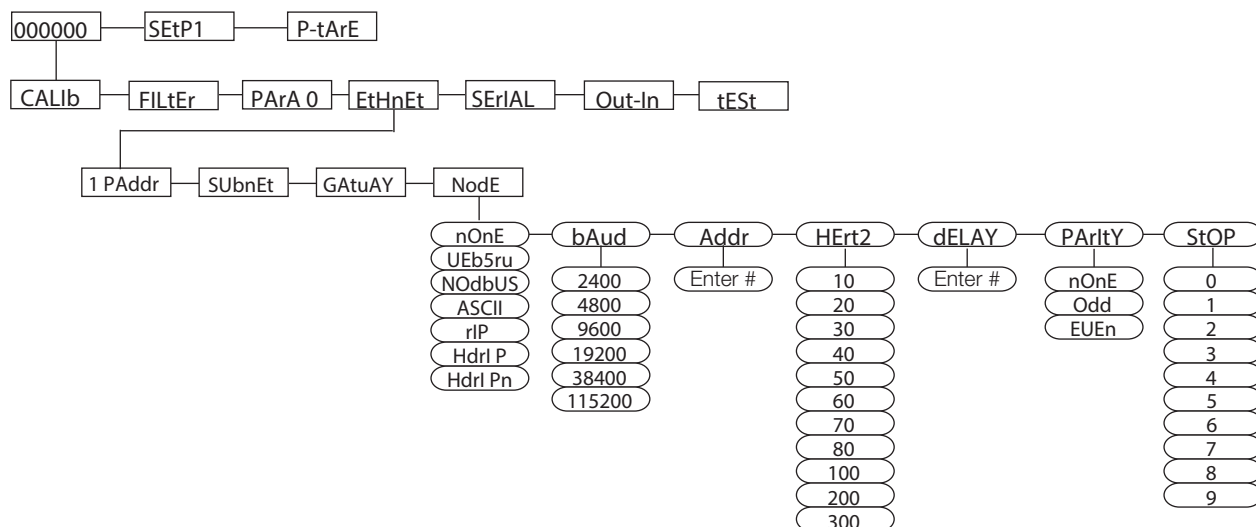 000000 SEtP1 P-tArE
CALIb FILtEr PArA 0 EtHnEt SErIAL Out-In tESt
1 PAddr SUbnEt GAtuAY NodE
nOnE bAud Addr HErt2 dELAY PArItY StOP
UEb5ru
NOdbUS
ASCII
rIP
HdrI P
HdrI Pn
2400
4800
9600
19200
38400
115200
Enter #
10
20
30
40
50
60
70
80
100
200
300
Enter #
nOnE
Odd
EUEn
0
1
2
3
4
5
6
7
8
9